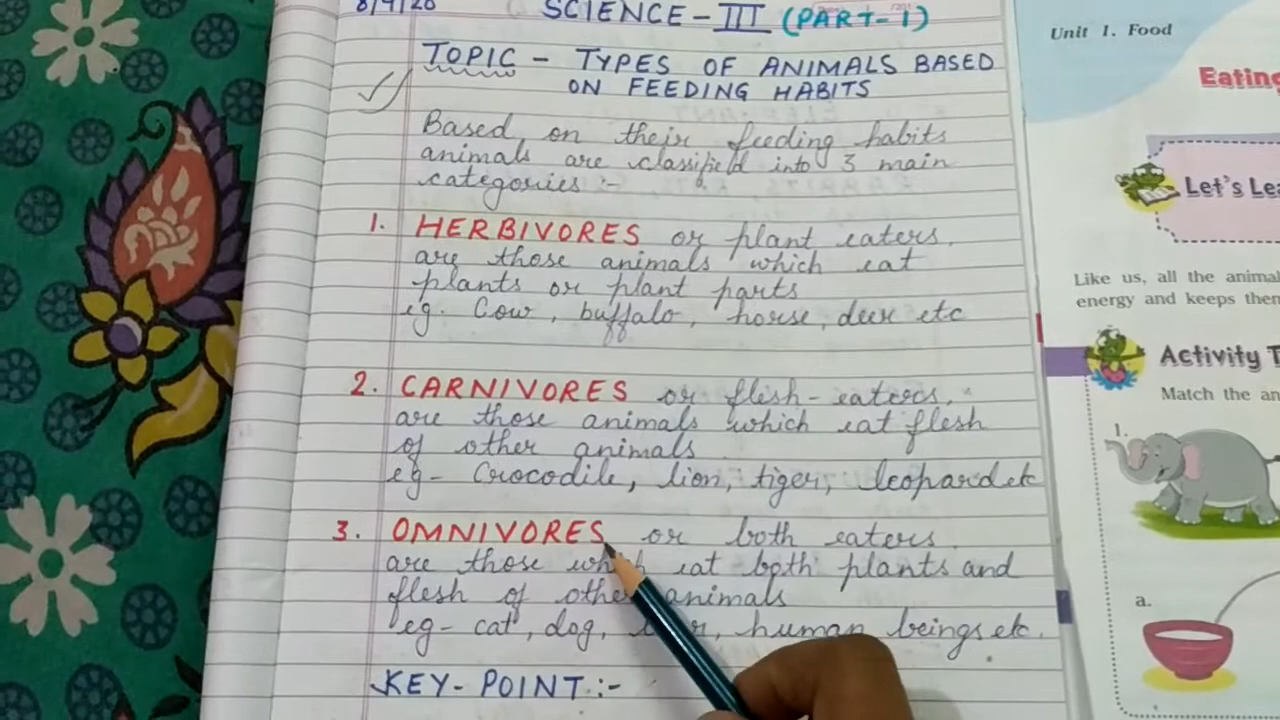 8/4/20
SCIENCE-III (PART-1)
TOPIC - TYPES OF ANIMALS BASED
ON FEEDING HABITS
Based on their feeding habits
animals are classified into 3 main
categories :-
1. HERBIVORES or plant eaters,
are those animals which eat
plants or plant parts
eg. Cow, buffalo, horse, deer etc
2. CARNIVORES or flesh-eaters,
are those animals which eat flesh
of other animals
eg- Crocodile, lion, tiger, leopard etc
3. OMNIVORES or both eaters
are those which eat both plants and
flesh of other animals
eg- cat, dog, human beings etc.
KEY-POINT :-
Unit 1. Food
Eating
Let's Lea
Like us, all the animal
energy and keeps them
Activity T
Match the an
1.
a.